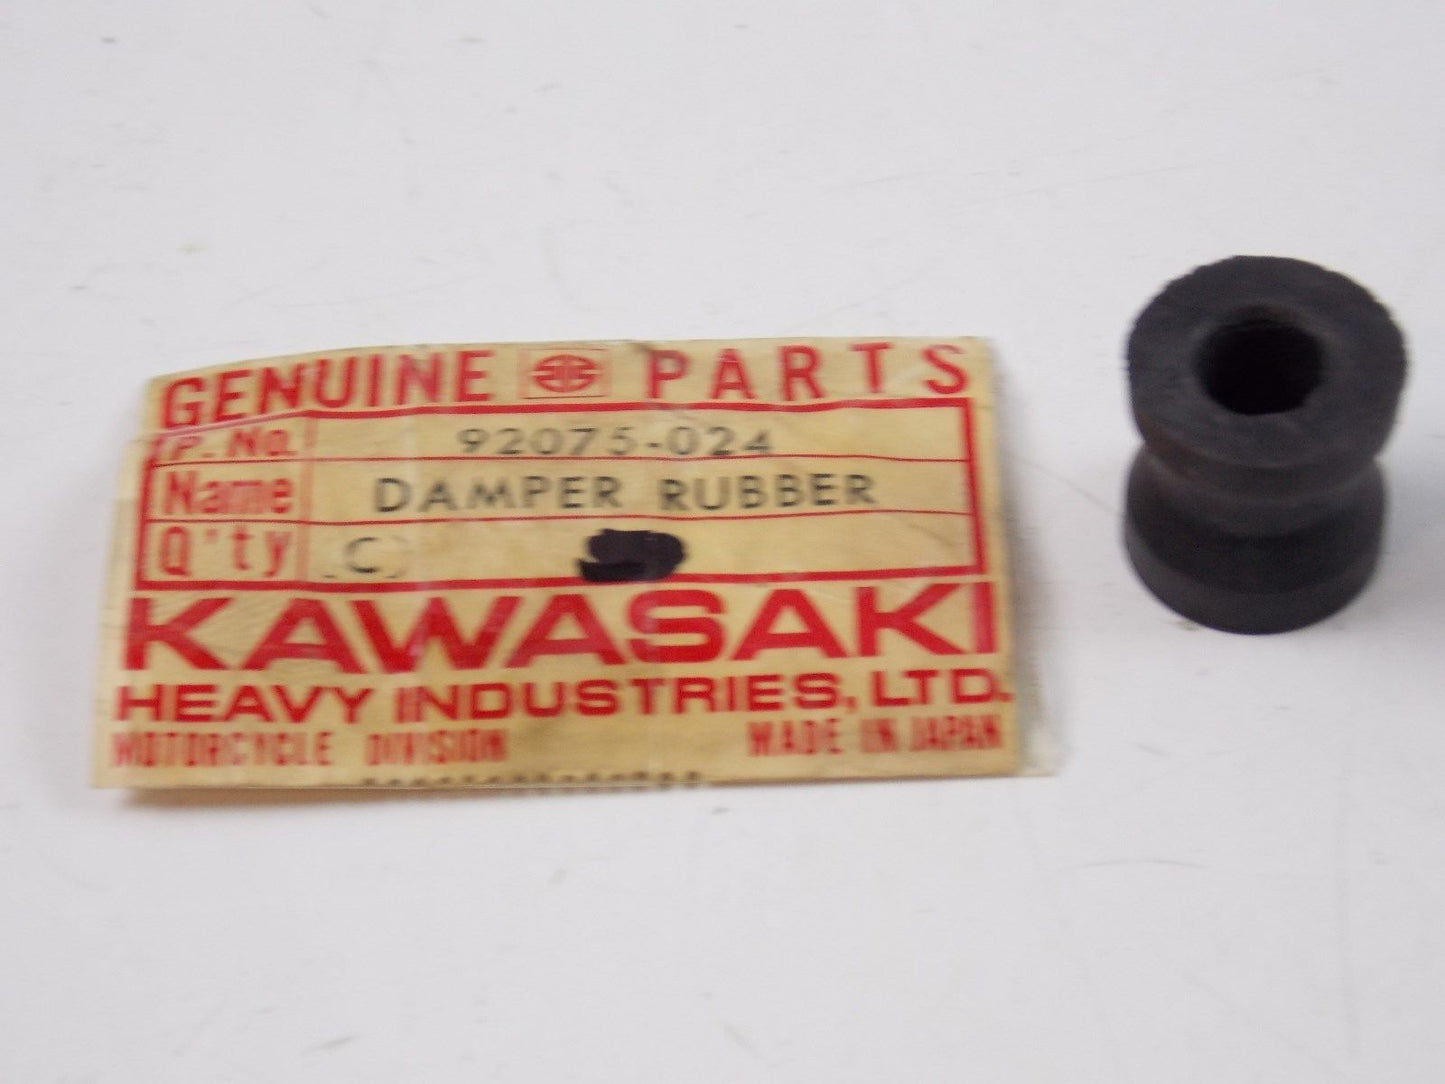 GENUINE PARTS
P. No. 92075-024
Name DAMPER RUBBER
Q'ty (C)
KAWASAKI
HEAVY INDUSTRIES, LTD.
MOTORCYCLE DIVISION MADE IN JAPAN